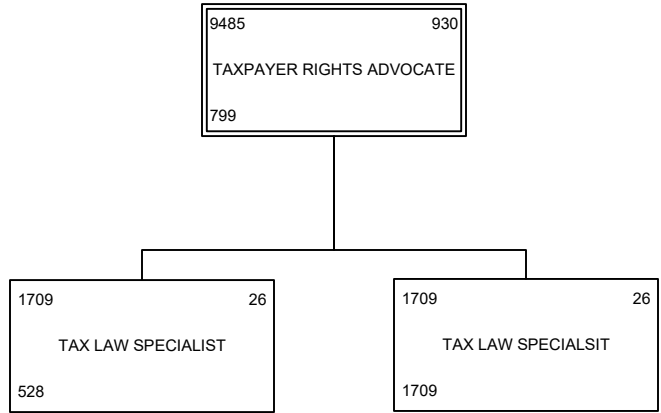 9485 930
TAXPAYER RIGHTS ADVOCATE
799
1709 26
TAX LAW SPECIALIST
528
1709 26
TAX LAW SPECIALSIT
1709